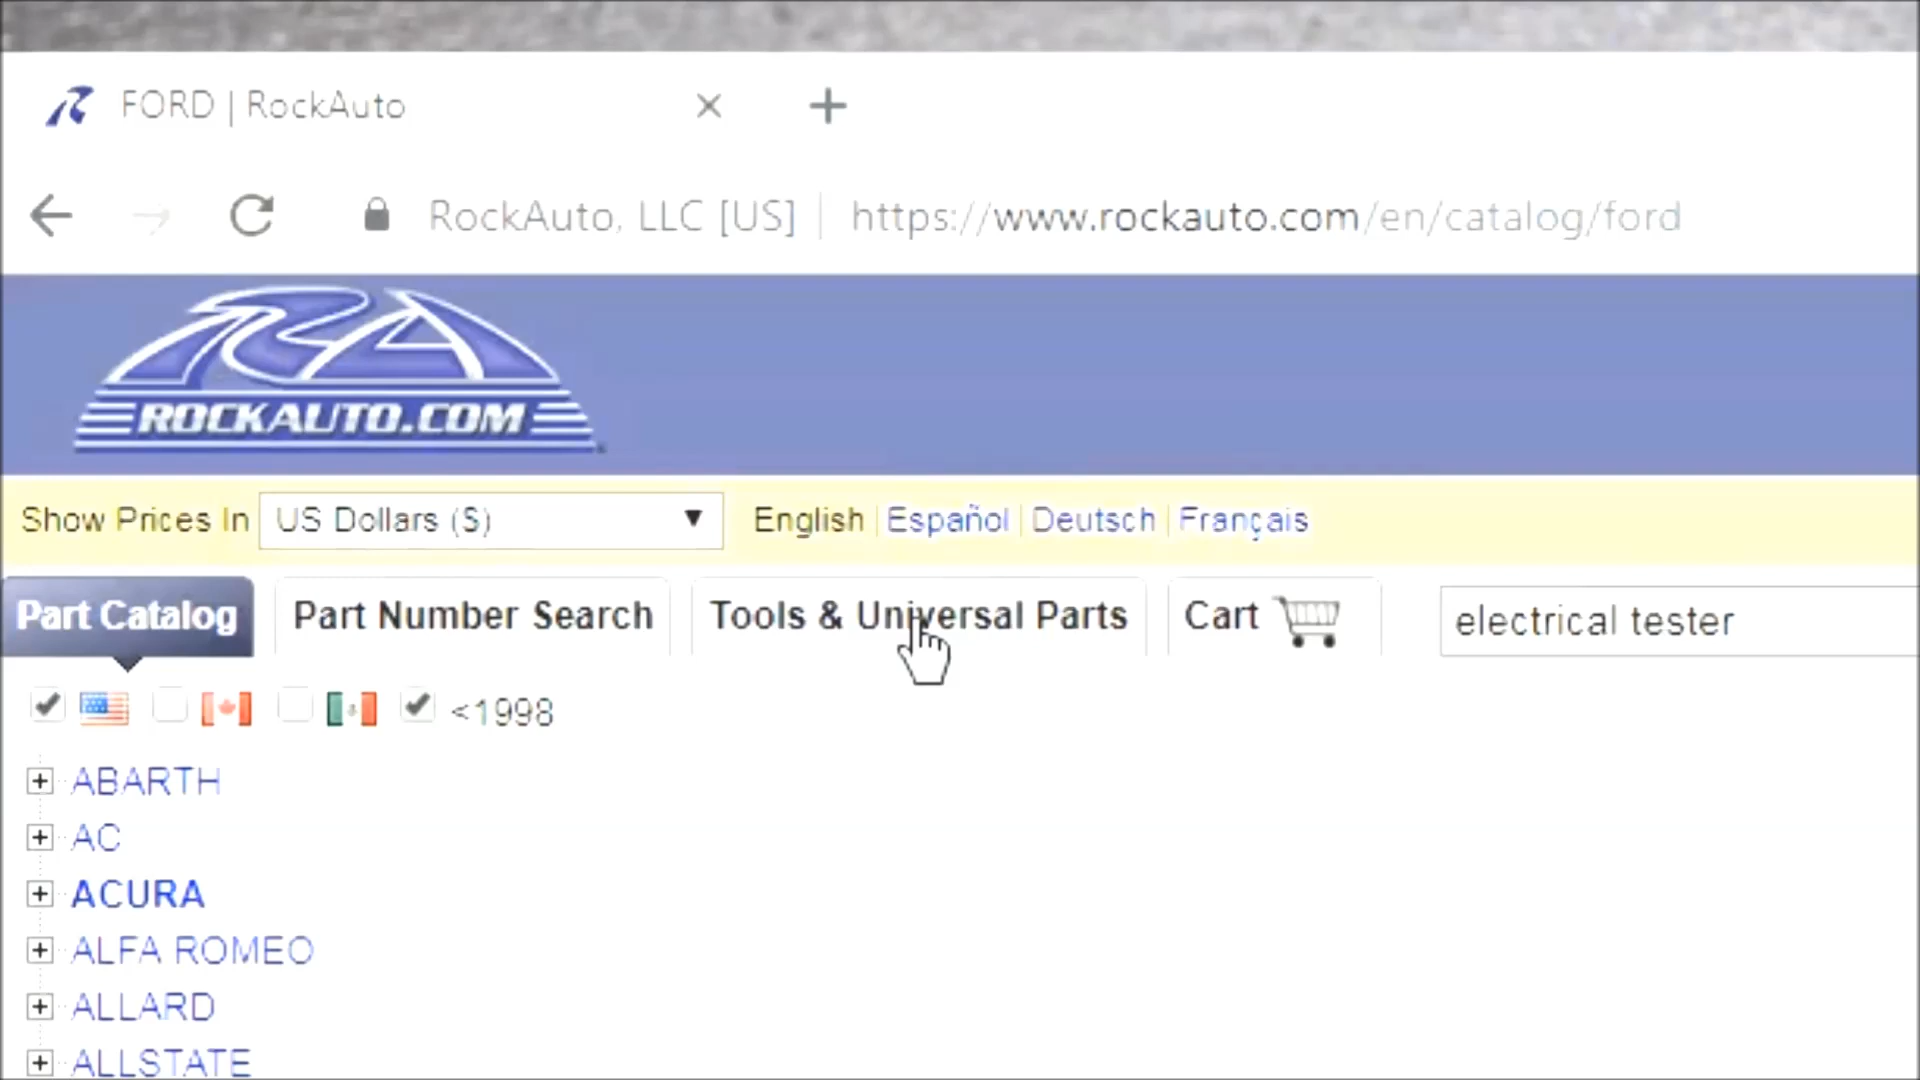 FORD | RockAuto
RockAuto, LLC [US] https://www.rockauto.com/en/catalog/ford
RA
ROCKAUTO.COM
Show Prices In US Dollars ($) English Español Deutsch Français
Part Catalog Part Number Search Tools & Universal Parts Cart electrical tester
<1998
ABARTH
AC
ACURA
ALFA ROMEO
ALLARD
ALLSTATE